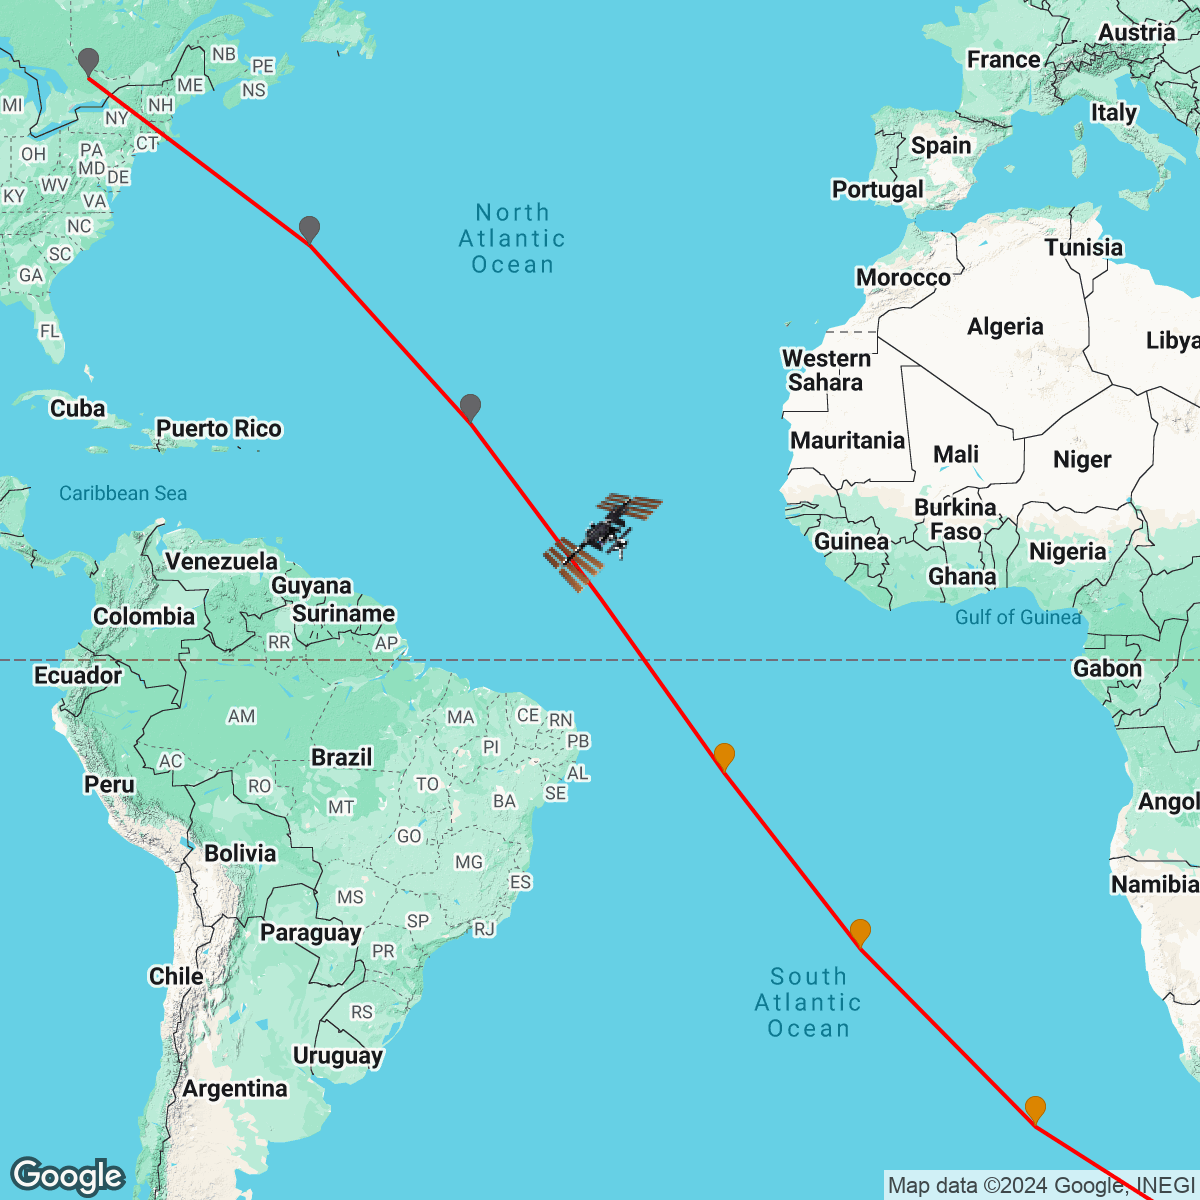 Austria
France
NB
PE
ME
NS
MI
NH
Italy
NY
CT
Spain
OH
PA
MD
DE
WV
Portugal
KY
VA
North
Atlantic
Ocean
NC
Tunisia
SC
GA
Morocco
Algeria
FL
Libya
Western
Sahara
Cuba
Puerto Rico
Mauritania
Mali
Niger
Caribbean Sea
Burkina
Faso
Guinea
Nigeria
Venezuela
Ghana
Guyana
Suriname
Colombia
Gulf of Guinea
RR
AP
Ecuador
Gabon
AM
MA
CE
RN
PI
PB
Brazil
AC
AL
Peru
RO
TO
SE
MT
BA
Angol
GO
Bolivia
MG
ES
Namibia
MS
SP
RJ
Paraguay
PR
Chile
South
Atlantic
Ocean
RS
Uruguay
Argentina
Google
Map data ©2024 Google, INEGI